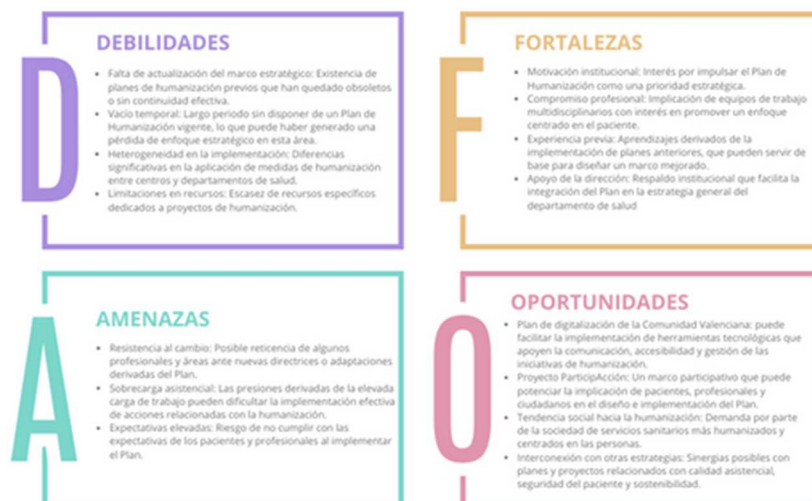 D
DEBILIDADES
• Falta de actualización del marco estratégico: Existencia de
planes de humanización previos que han quedado obsoletos
o sin continuidad efectiva.
• Vacío temporal: Largo periodo sin disponer de un Plan de
Humanización vigente, lo que puede haber generado una
pérdida de enfoque estratégico en esta área.
• Heterogeneidad en la implementación: Diferencias
significativas en la aplicación de medidas de humanización
entre centros y departamentos de salud.
• Limitaciones en recursos: Escasez de recursos específicos
dedicados a proyectos de humanización.
F
FORTALEZAS
• Motivación institucional: Interés por impulsar el Plan de
Humanización como una prioridad estratégica.
• Compromiso profesional: Implicación de equipos de trabajo
multidisciplinarios con interés en promover un enfoque
centrado en el paciente.
• Experiencia previa: Aprendizajes derivados de la
implementación de planes anteriores, que pueden servir de
base para diseñar un marco mejorado.
• Apoyo de la dirección: Respaldo institucional que facilita la
integración del Plan en la estrategia general del
departamento de salud
A
AMENAZAS
• Resistencia al cambio: Posible reticencia de algunos
profesionales y áreas ante nuevas directrices o adaptaciones
derivadas del Plan.
• Sobrecarga asistencial: Las presiones derivadas de la elevada
carga de trabajo pueden dificultar la implementación efectiva
de acciones relacionadas con la humanización.
• Expectativas elevadas: Riesgo de no cumplir con las
expectativas de los pacientes y profesionales al implementar
el Plan.
O
OPORTUNIDADES
• Plan de digitalización de la Comunidad Valenciana: puede
facilitar la implementación de herramientas tecnológicas que
apoyen la comunicación, accesibilidad y gestión de las
iniciativas de humanización.
• Proyecto ParticipAcción: Un marco participativo que puede
potenciar la implicación de pacientes, profesionales y
ciudadanos en el diseño e implementación del Plan.
• Tendencia social hacia la humanización: Demanda por parte
de la sociedad de servicios sanitarios más humanizados y
centrados en las personas.
• Interconexión con otras estrategias: Sinergias posibles con
planes y proyectos relacionados con calidad asistencial,
seguridad del paciente y sostenibilidad.